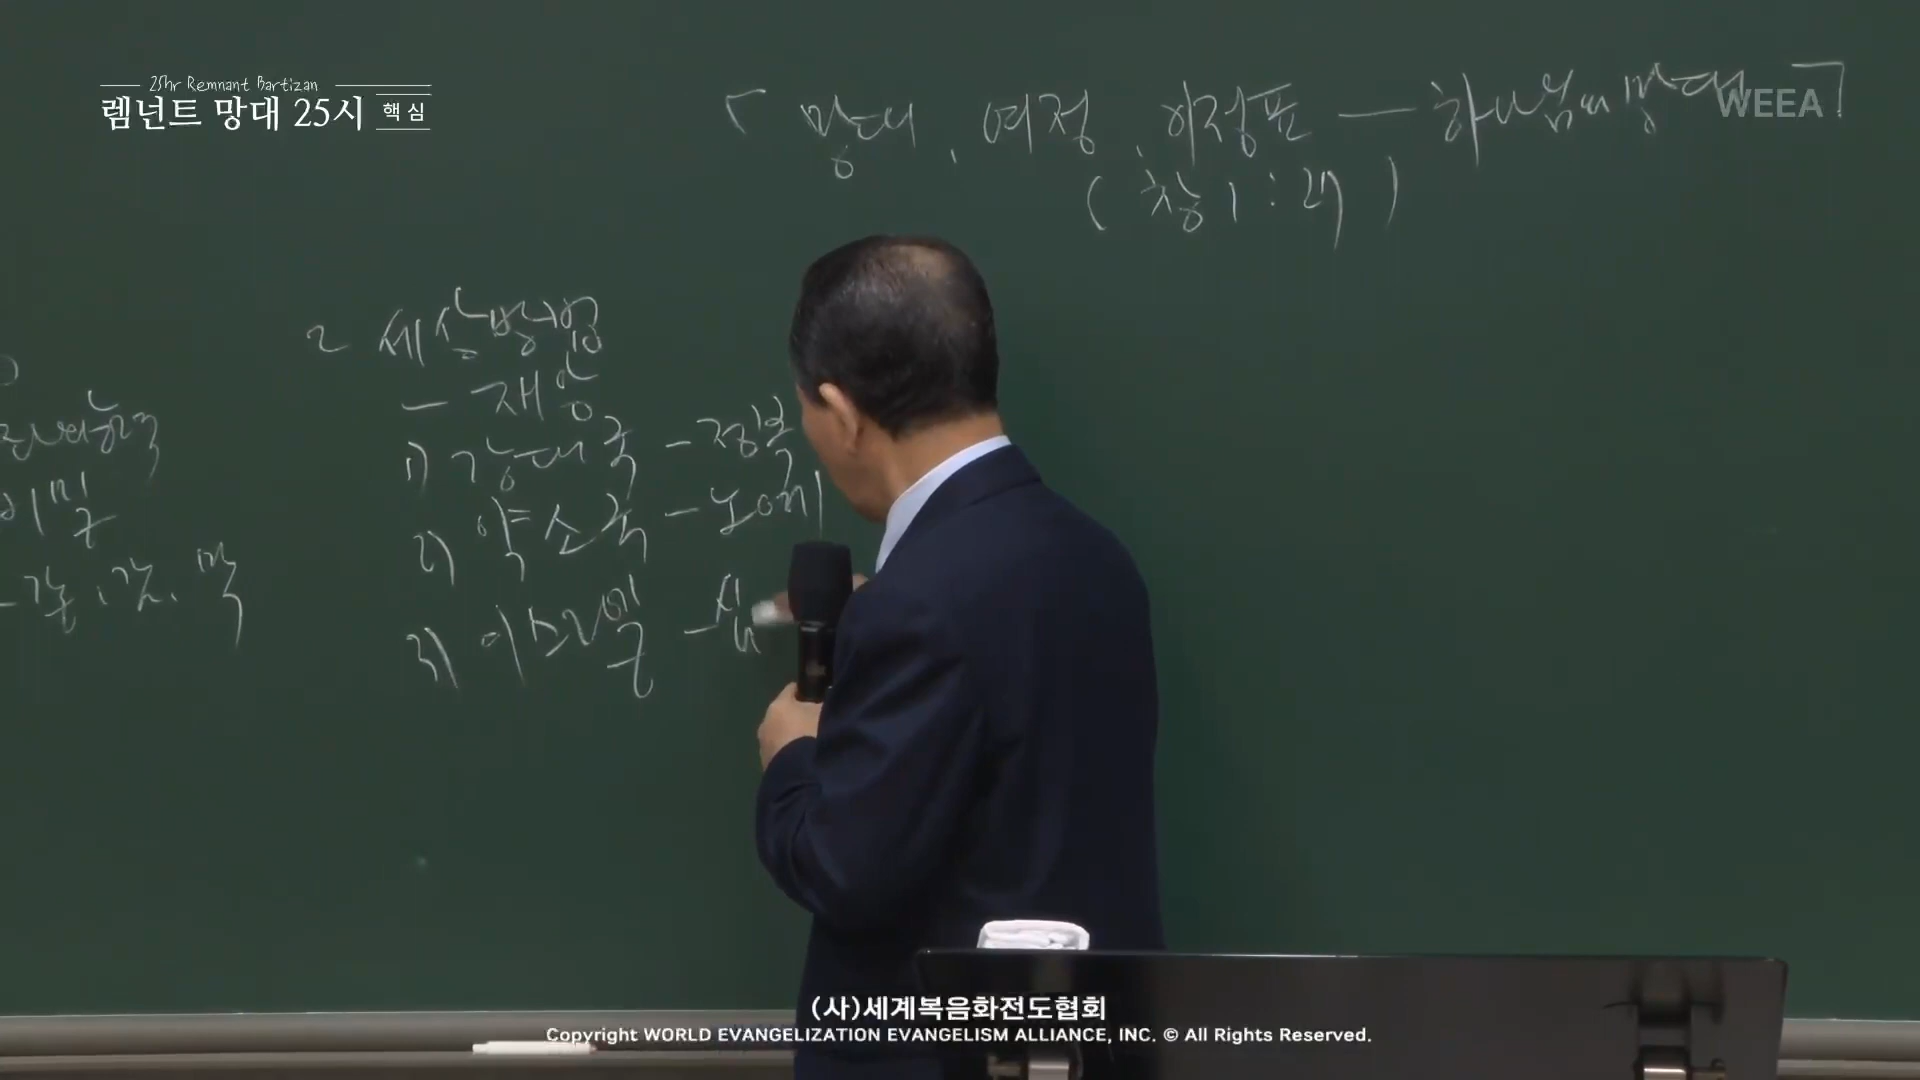 25hr Remnant Bartizan
렘넌트 망대 25시 핵심
WEEA
「망대, 여정, 이정표 — 하나님의 망대」
(창1:27)
2 세상방법
- 재앙
1) 강대국 - 정복
2) 약소국 - 노예
3) 이스라엘 -
비밀
(사)세계복음화전도협회
Copyright WORLD EVANGELIZATION EVANGELISM ALLIANCE, INC. © All Rights Reserved.